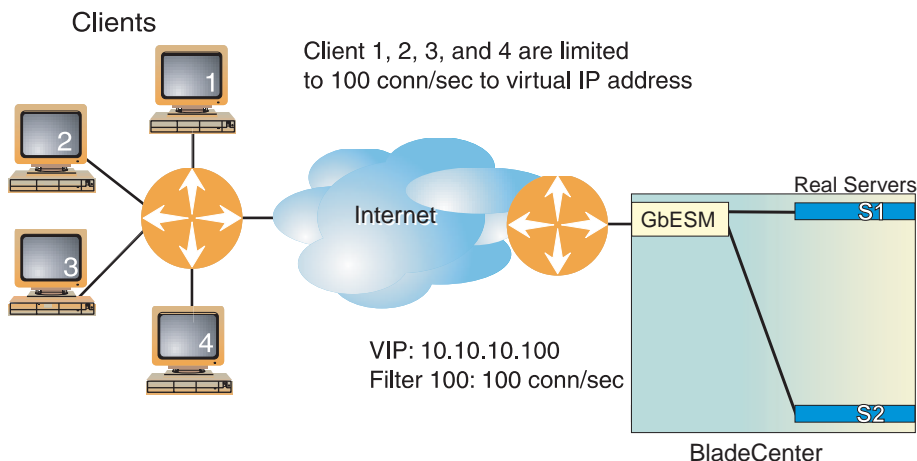 Clients
Client 1, 2, 3, and 4 are limited
to 100 conn/sec to virtual IP address
1
2
3
4
Internet
Real Servers
GbESM
S1
S2
VIP: 10.10.10.100
Filter 100: 100 conn/sec
BladeCenter